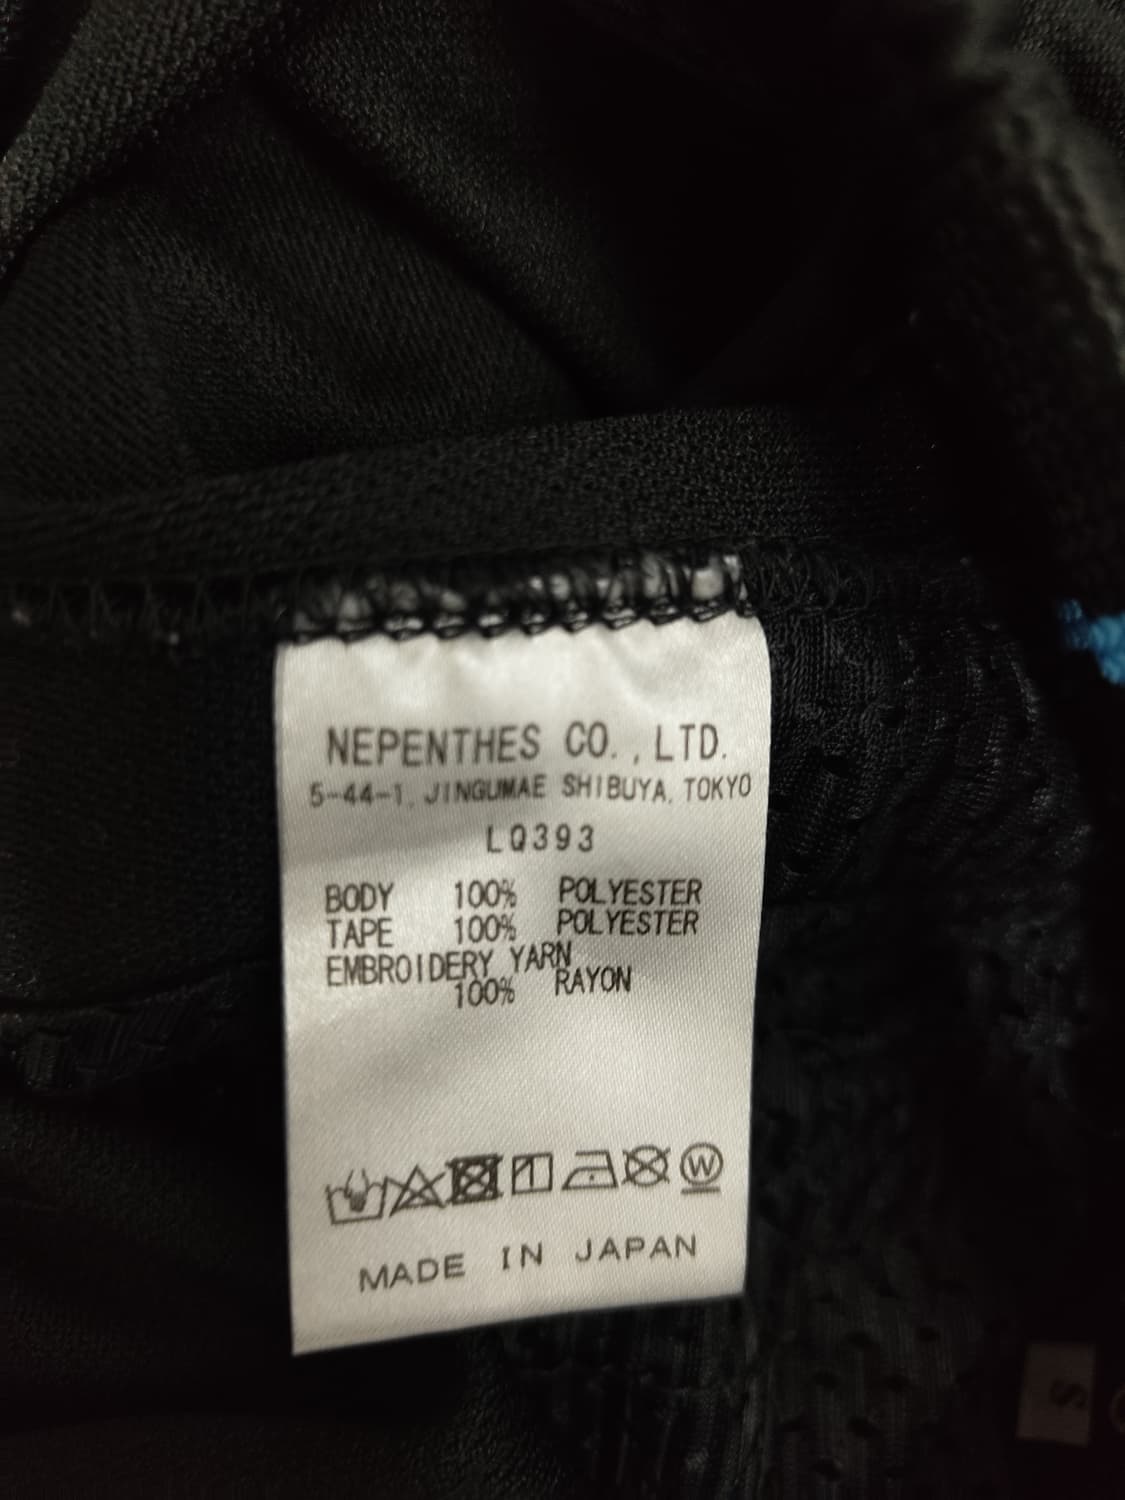 NEPENTHES CO.,LTD.
5-44-1, JINGUMAE SHIBUYA, TOKYO
LQ393
BODY 100% POLYESTER
TAPE 100% POLYESTER
EMBROIDERY YARN
100% RAYON
W
MADE IN JAPAN
S